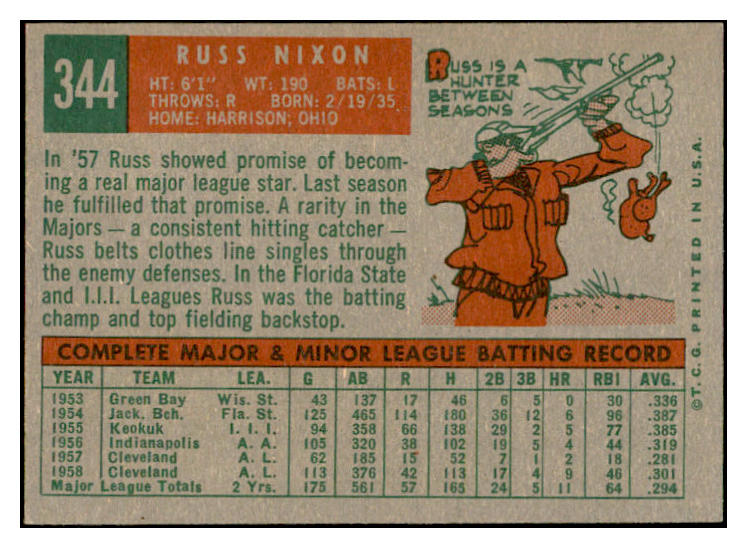 344
RUSS NIXON
HT: 6'1" WT: 190 BATS: L
THROWS: R BORN: 2/19/35
HOME: HARRISON, OHIO
In '57 Russ showed promise of becom-
ing a real major league star. Last season
he fulfilled that promise. A rarity in the
Majors — a consistent hitting catcher —
Russ belts clothes line singles through
the enemy defenses. In the Florida State
and I.I.I. Leagues Russ was the batting
champ and top fielding backstop.
RUSS IS A
HUNTER
BETWEEN
SEASONS
COMPLETE MAJOR & MINOR LEAGUE BATTING RECORD
YEAR TEAM LEA. G AB R H 2B 3B HR RBI AVG.
1953 Green Bay Wis. St. 43 137 17 46 6 5 0 30 .336
1954 Jack. Bch. Fla. St. 125 465 114 180 36 12 6 96 .387
1955 Keokuk I. I. I. 94 358 66 138 29 2 5 77 .385
1956 Indianapolis A. A. 105 320 38 102 19 5 4 44 .319
1957 Cleveland A. L. 62 185 15 52 7 1 2 18 .281
1958 Cleveland A. L. 113 376 42 113 17 4 9 46 .301
Major League Totals 2 Yrs. 175 561 57 165 24 5 11 64 .294
© T. C. G. PRINTED IN U.S.A.